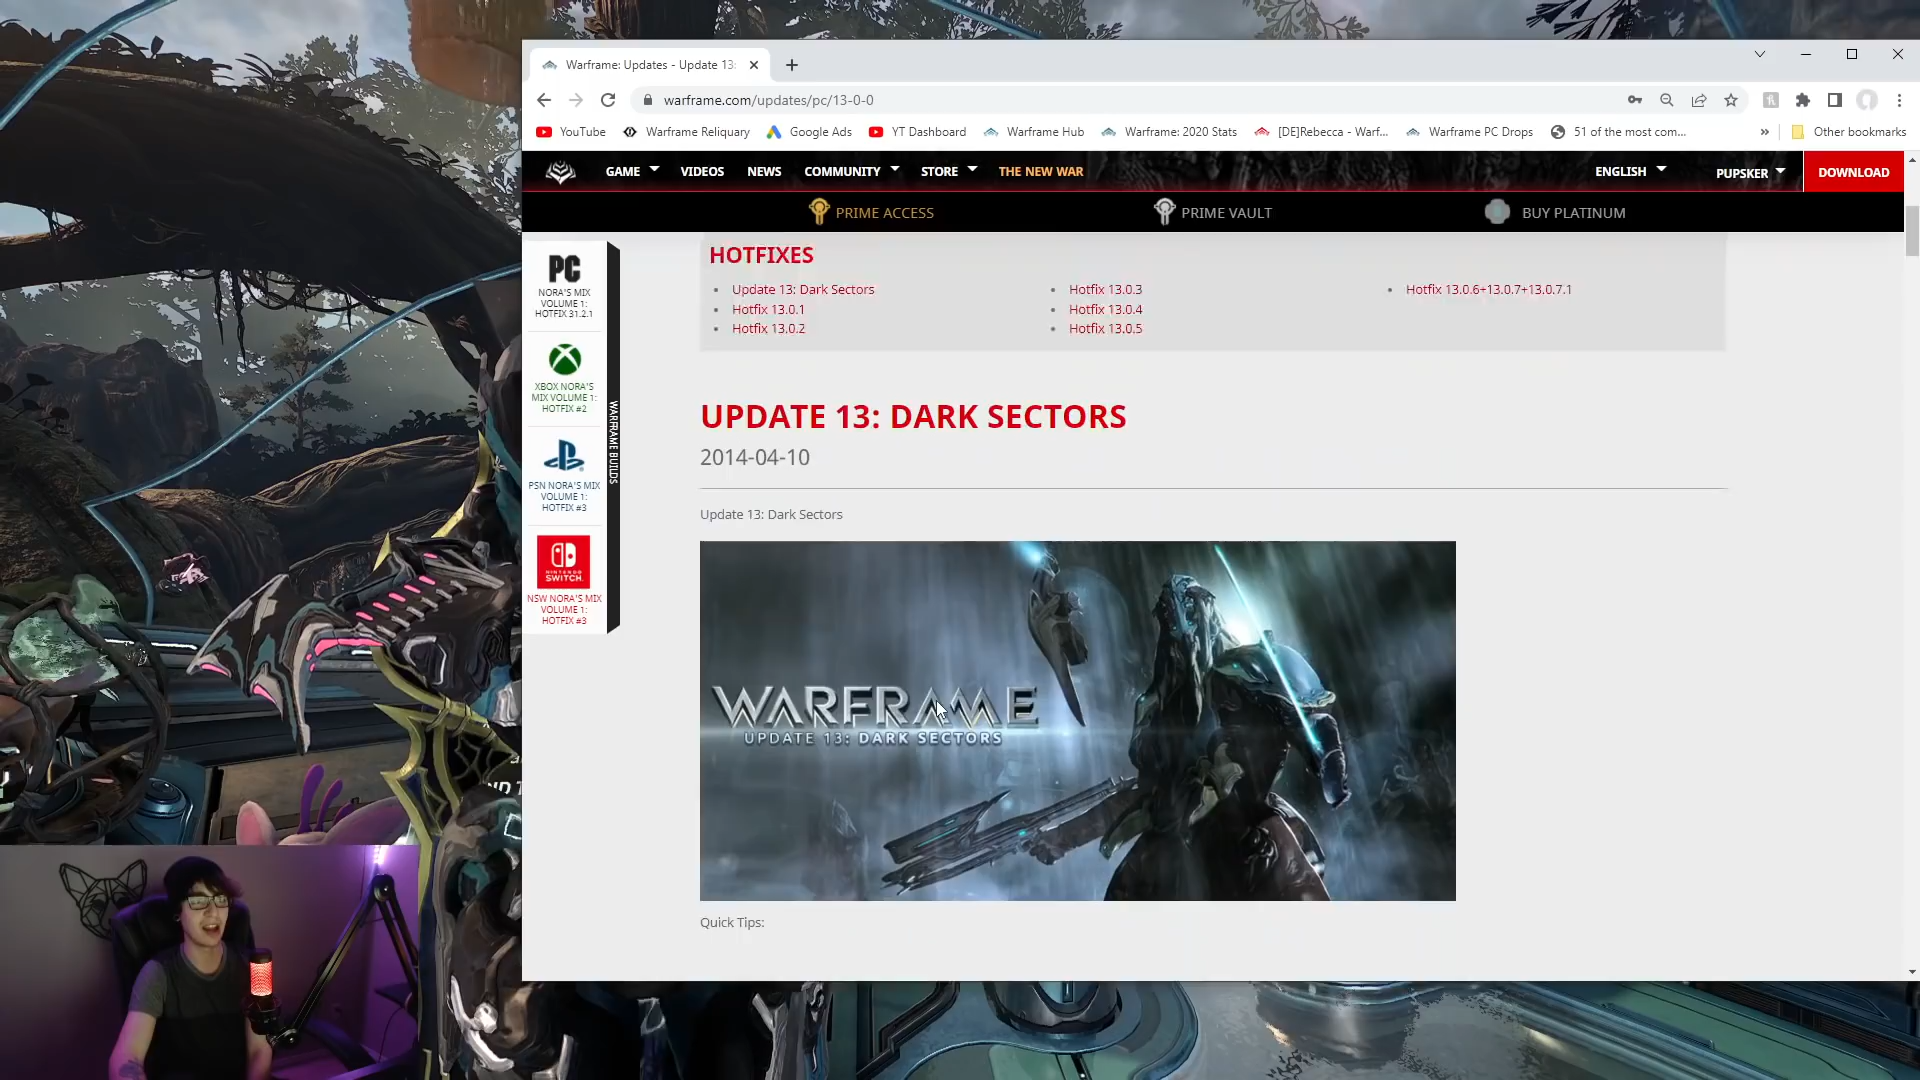 Warframe: Updates - Update 13:
warframe.com/updates/pc/13-0-0
YouTube
Warframe Reliquary
Google Ads
YT Dashboard
Warframe Hub
Warframe: 2020 Stats
[DE]Rebecca - Warf...
Warframe PC Drops
51 of the most com...
»
Other bookmarks
GAME
VIDEOS
NEWS
COMMUNITY
STORE
THE NEW WAR
ENGLISH
PUPSKER
DOWNLOAD
PRIME ACCESS
PRIME VAULT
BUY PLATINUM
PC
NORA'S MIX
VOLUME 1:
HOTFIX 31.2.1
XBOX NORA'S
MIX VOLUME 1:
HOTFIX #2
PSN NORA'S MIX
VOLUME 1:
HOTFIX #3
NINTENDO
SWITCH.
NSW NORA'S MIX
VOLUME 1:
HOTFIX #3
WARFRAME BUILDS
HOTFIXES
• Update 13: Dark Sectors
• Hotfix 13.0.1
• Hotfix 13.0.2
• Hotfix 13.0.3
• Hotfix 13.0.4
• Hotfix 13.0.5
• Hotfix 13.0.6+13.0.7+13.0.7.1
UPDATE 13: DARK SECTORS
2014-04-10
Update 13: Dark Sectors
WARFRAME
UPDATE 13: DARK SECTORS
Quick Tips: